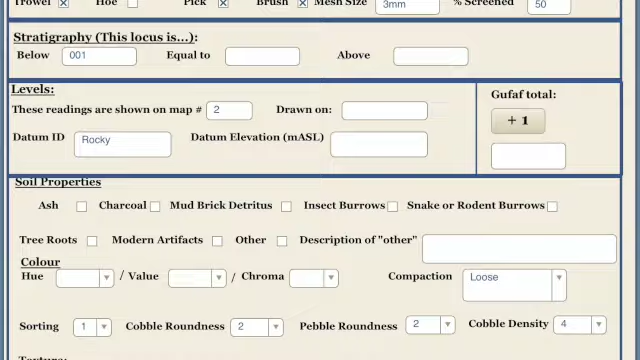 Trowel Hoe Pick Brush Mesh Size 3mm % Screened 50
Stratigraphy (This locus is...):
Below 001 Equal to Above
Levels:
Gufaf total:
These readings are shown on map # 2 Drawn on:
+ 1
Datum ID Rocky Datum Elevation (mASL)
Soil Properties
Ash Charcoal Mud Brick Detritus Insect Burrows Snake or Rodent Burrows
Tree Roots Modern Artifacts Other Description of "other"
Colour
Hue / Value / Chroma Compaction Loose
Sorting 1 Cobble Roundness 2 Pebble Roundness 2 Cobble Density 4
Texture: